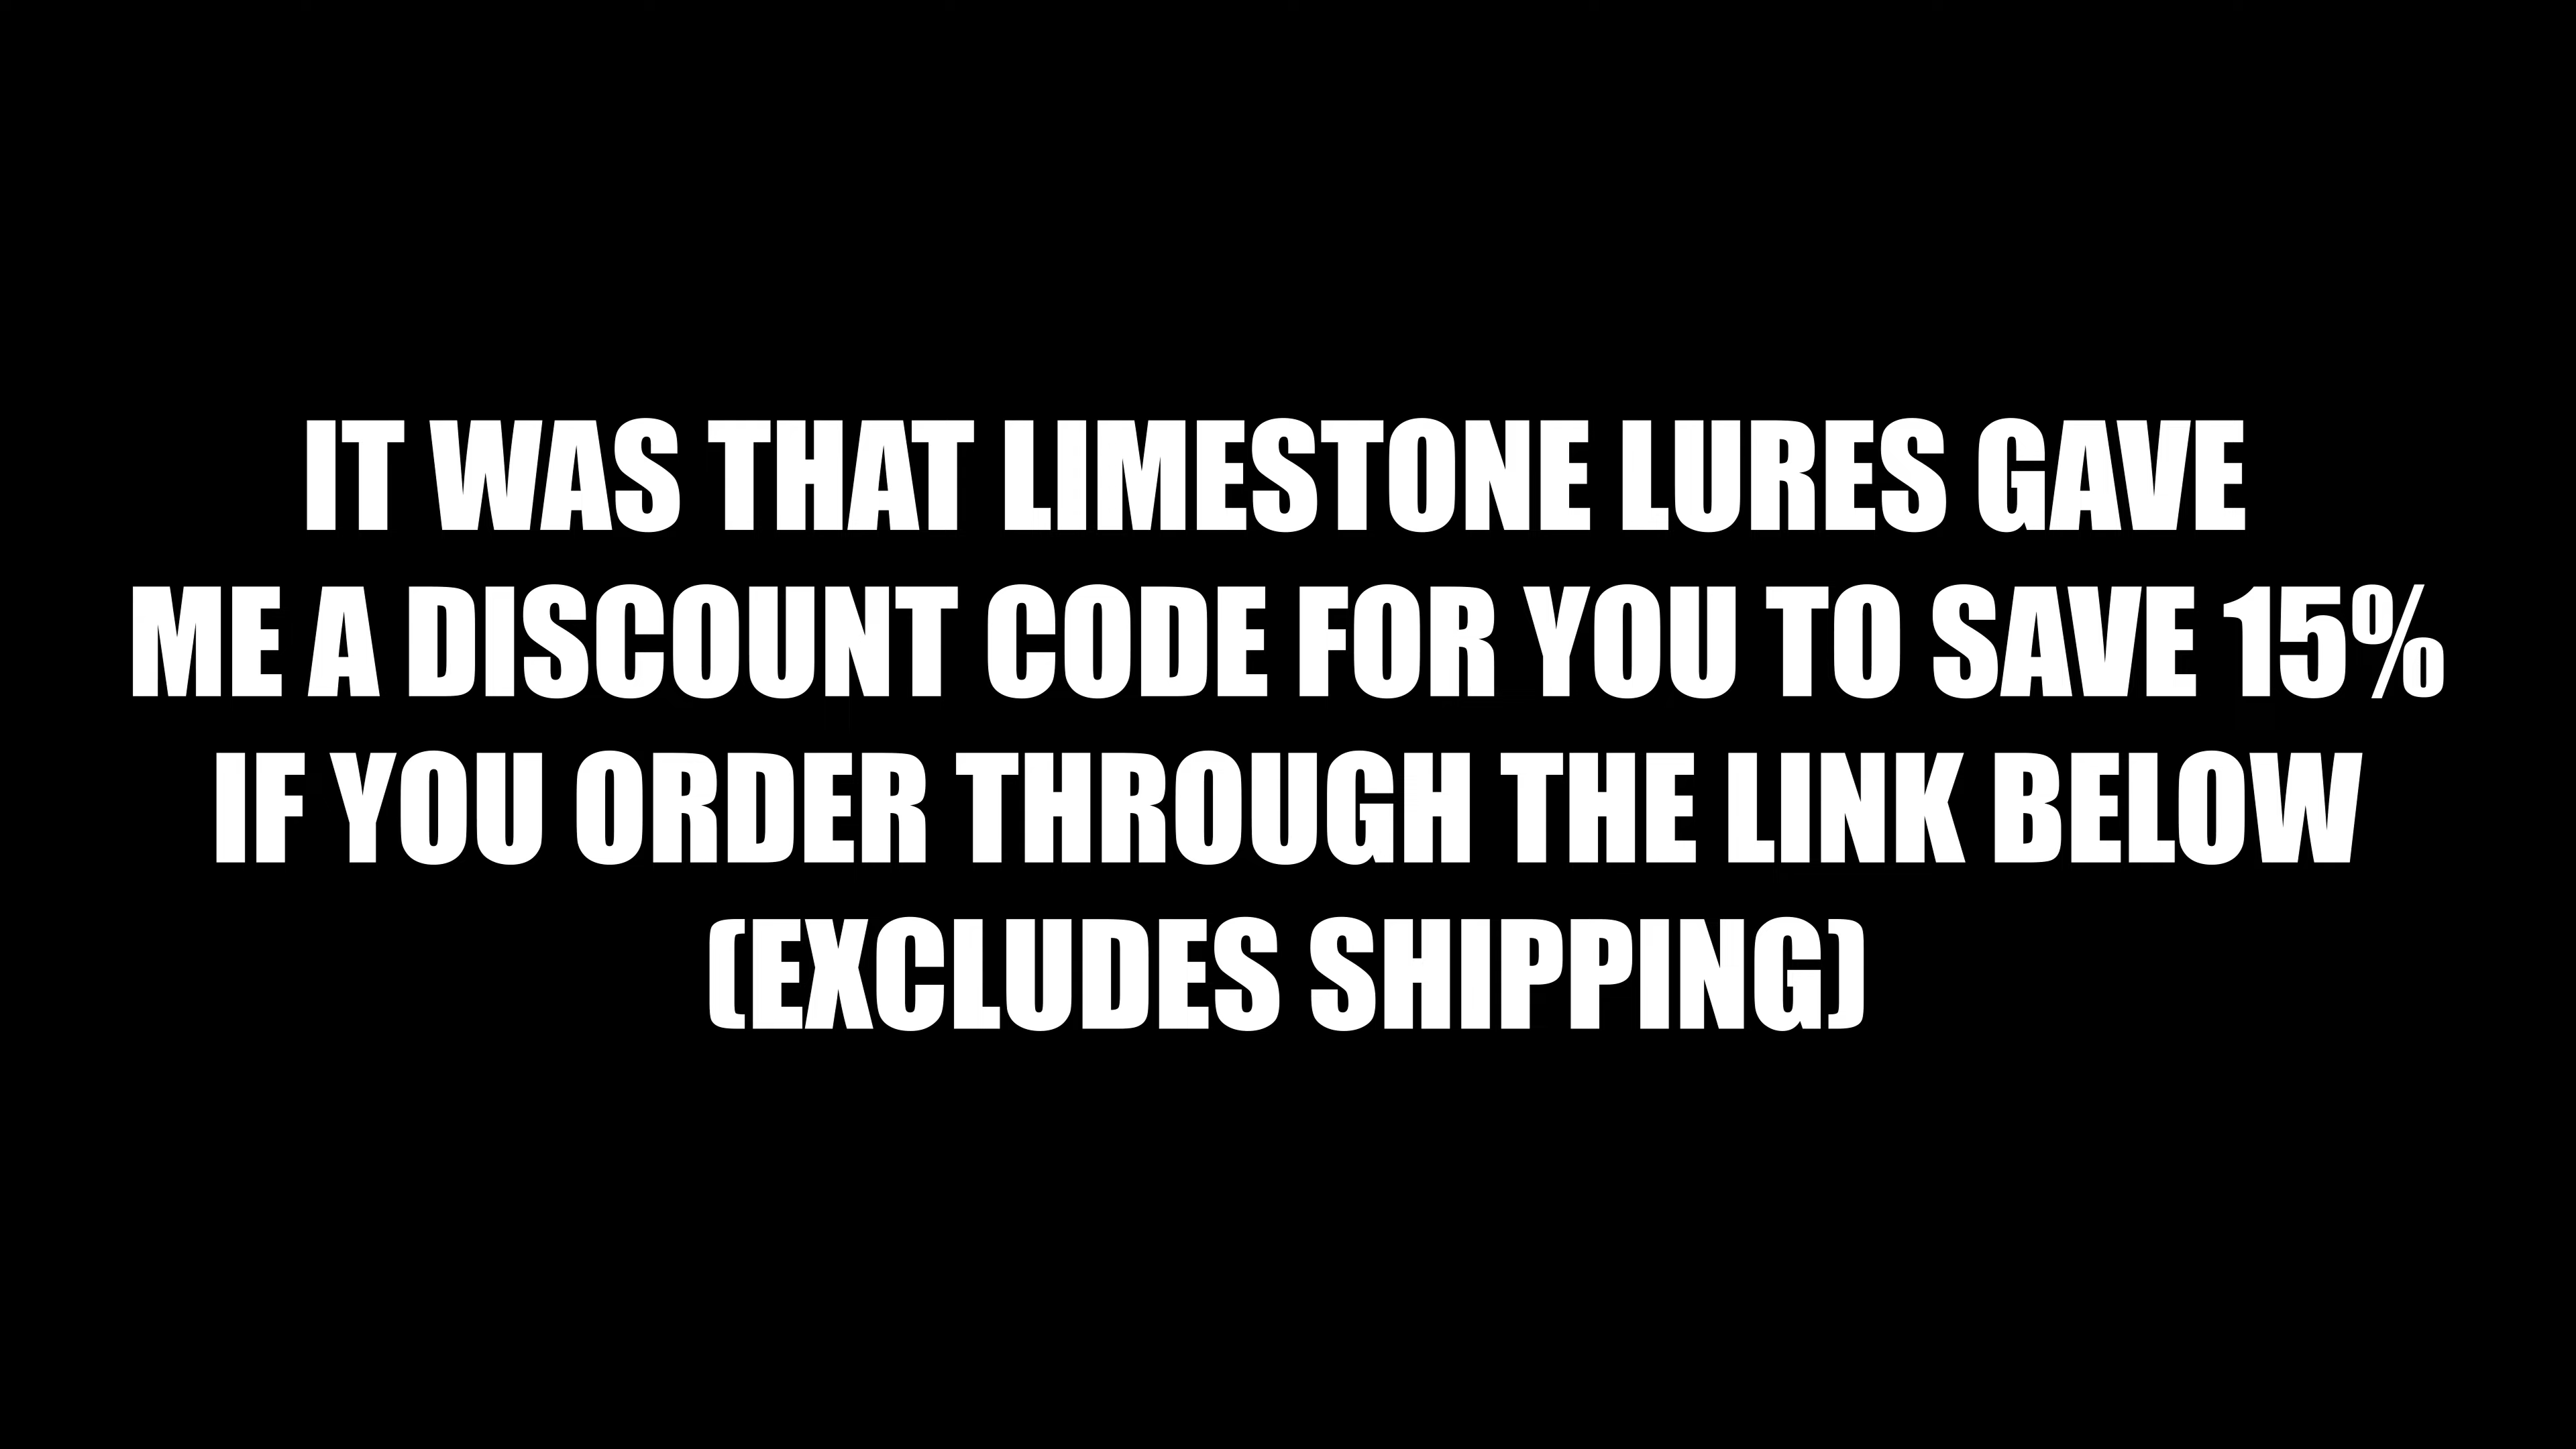 IT WAS THAT LIMESTONE LURES GAVE
ME A DISCOUNT CODE FOR YOU TO SAVE 15%
IF YOU ORDER THROUGH THE LINK BELOW
(EXCLUDES SHIPPING)